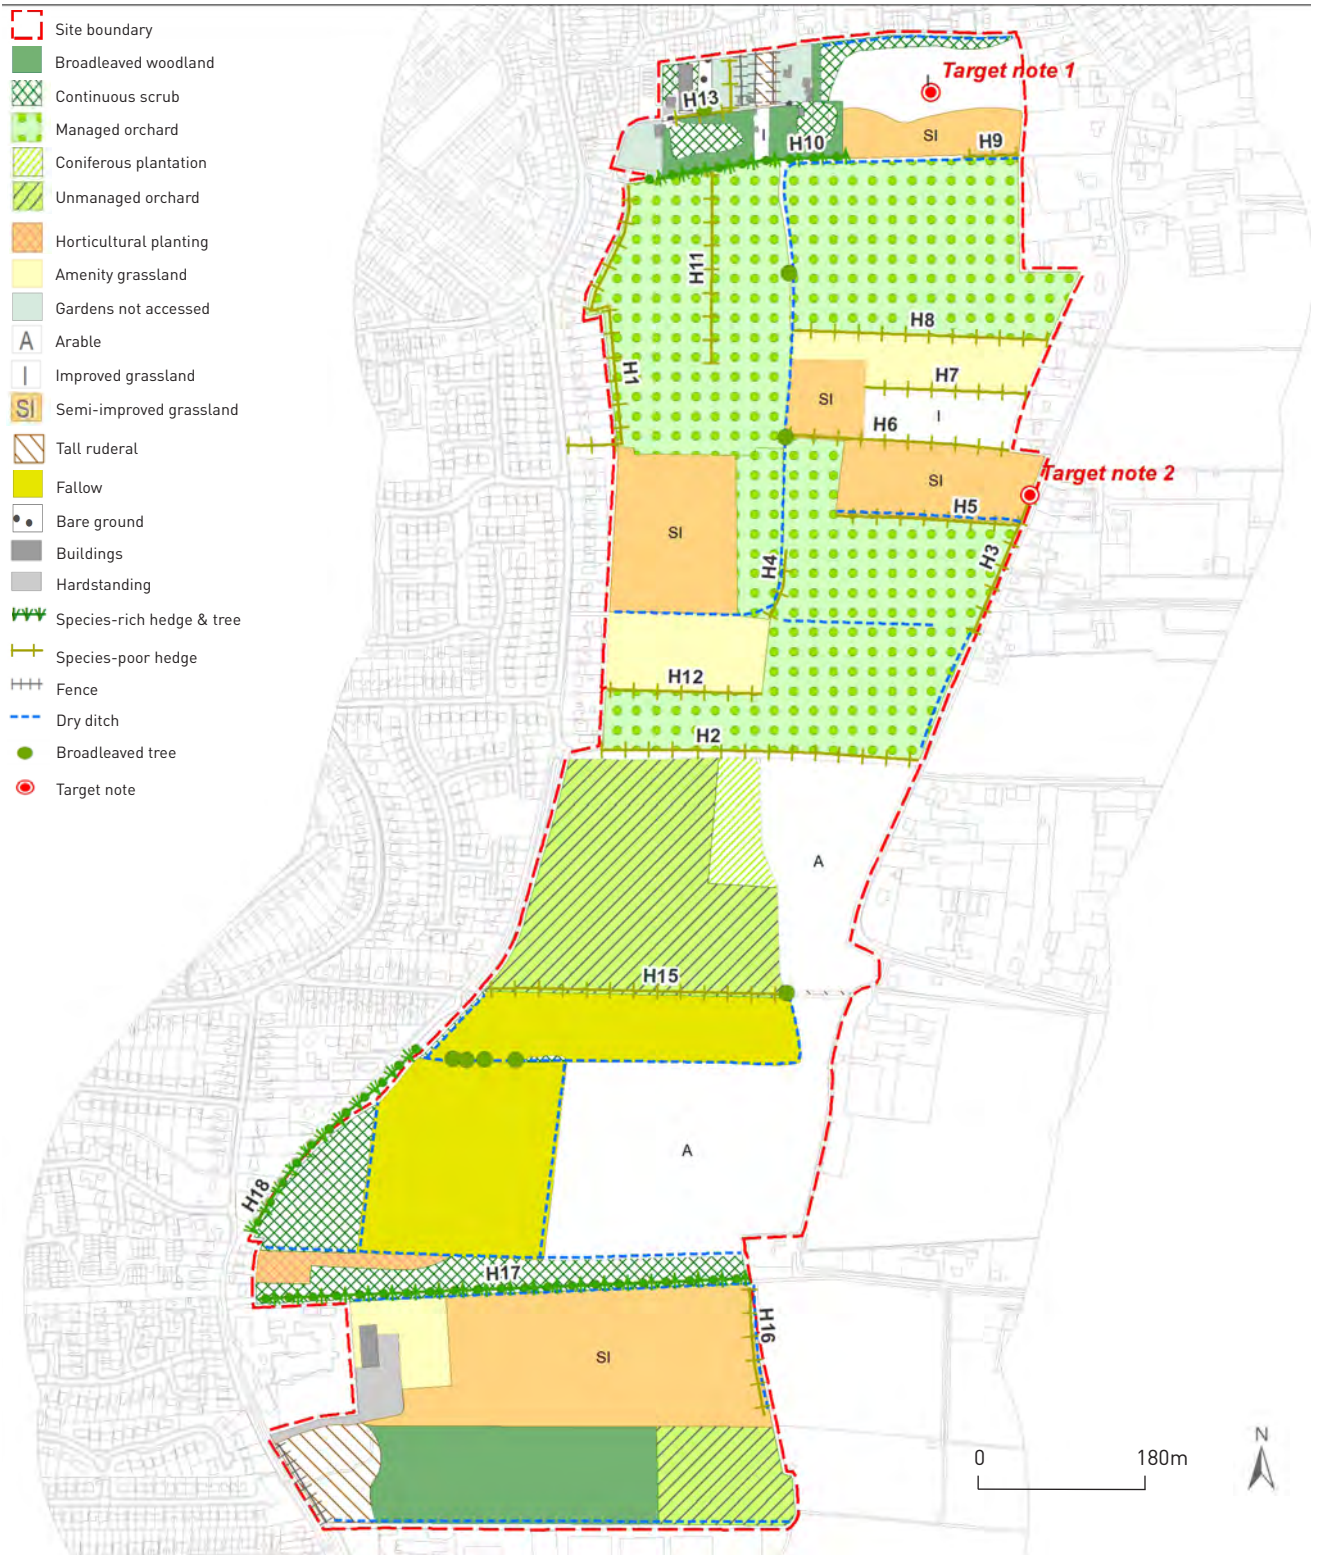 Site boundary
Broadleaved woodland
Continuous scrub
Managed orchard
Coniferous plantation
Unmanaged orchard
Horticultural planting
Amenity grassland
Gardens not accessed
A Arable
I Improved grassland
SI Semi-improved grassland
Tall ruderal
Fallow
Bare ground
Buildings
Hardstanding
Species-rich hedge & tree
Species-poor hedge
Fence
Dry ditch
Broadleaved tree
Target note
Target note 1
I
H13
I
H10
SI
H9
H11
H8
H1
H7
SI
I
H6
Target note 2
SI
H5
SI
H4
H3
H12
H2
A
H15
A
H18
H17
H16
SI
N
0 180m